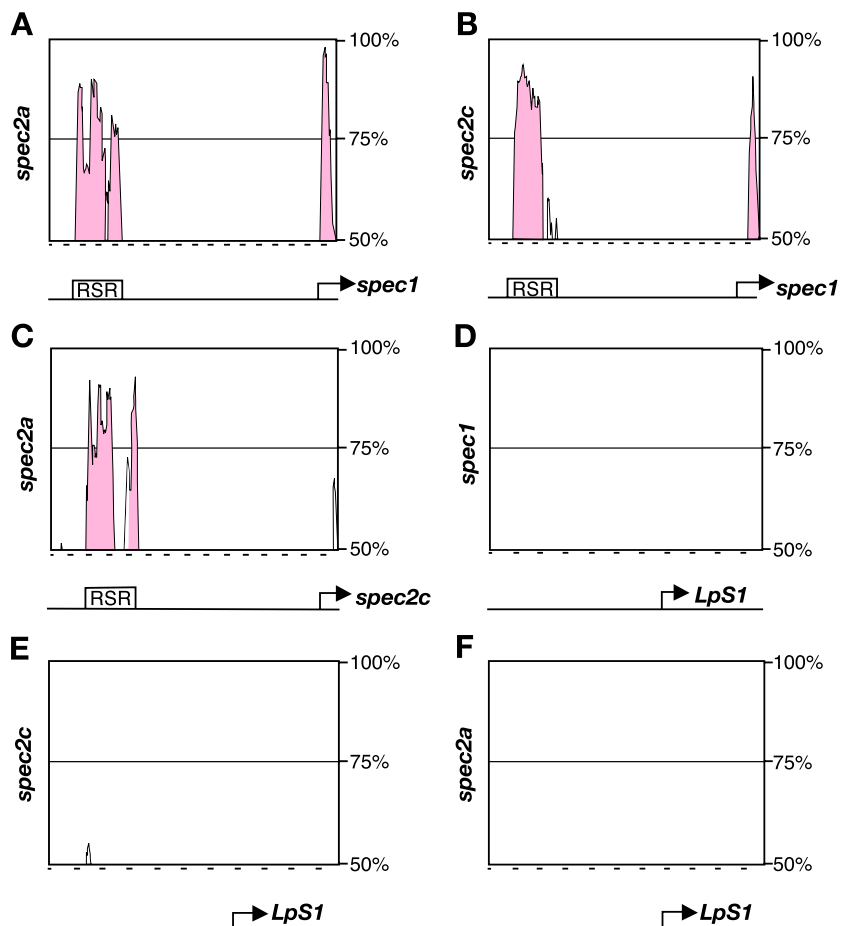 A
B
100%
100%
spec2a
75%
spec2c
75%
50%
50%
RSR
spec1
RSR
spec1
C
D
100%
100%
spec2a
75%
spec1
75%
50%
50%
RSR
spec2c
LpS1
E
F
100%
100%
spec2c
75%
spec2a
75%
50%
50%
LpS1
LpS1